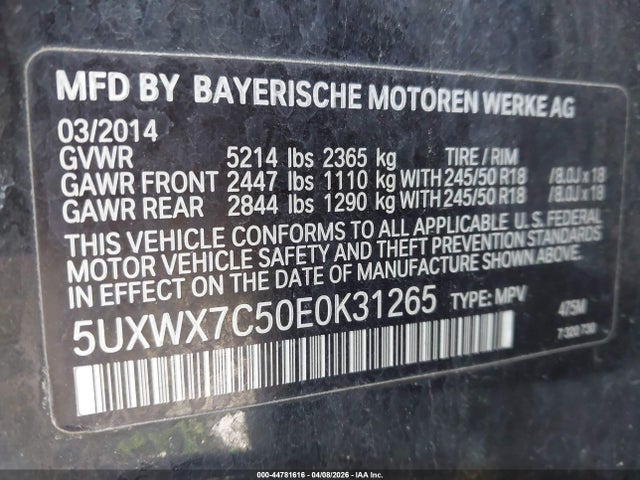 MFD BY BAYERISCHE MOTOREN WERKE AG
03/2014
GVWR 5214 lbs 2365 kg TIRE / RIM
GAWR FRONT 2447 lbs 1110 kg WITH 245/50 R18 /8.0J x 18
GAWR REAR 2844 lbs 1290 kg WITH 245/50 R18 /8.0J x 18
THIS VEHICLE CONFORMS TO ALL APPLICABLE U. S. FEDERAL
MOTOR VEHICLE SAFETY AND THEFT PREVENTION STANDARDS
IN EFFECT ON THE DATE OF MANUFACTURE SHOWN ABOVE.
5UXWX7C50E0K31265 TYPE: MPV 475M
7 320 730
000-44781616 - 04/08/2026 - IAA Inc.